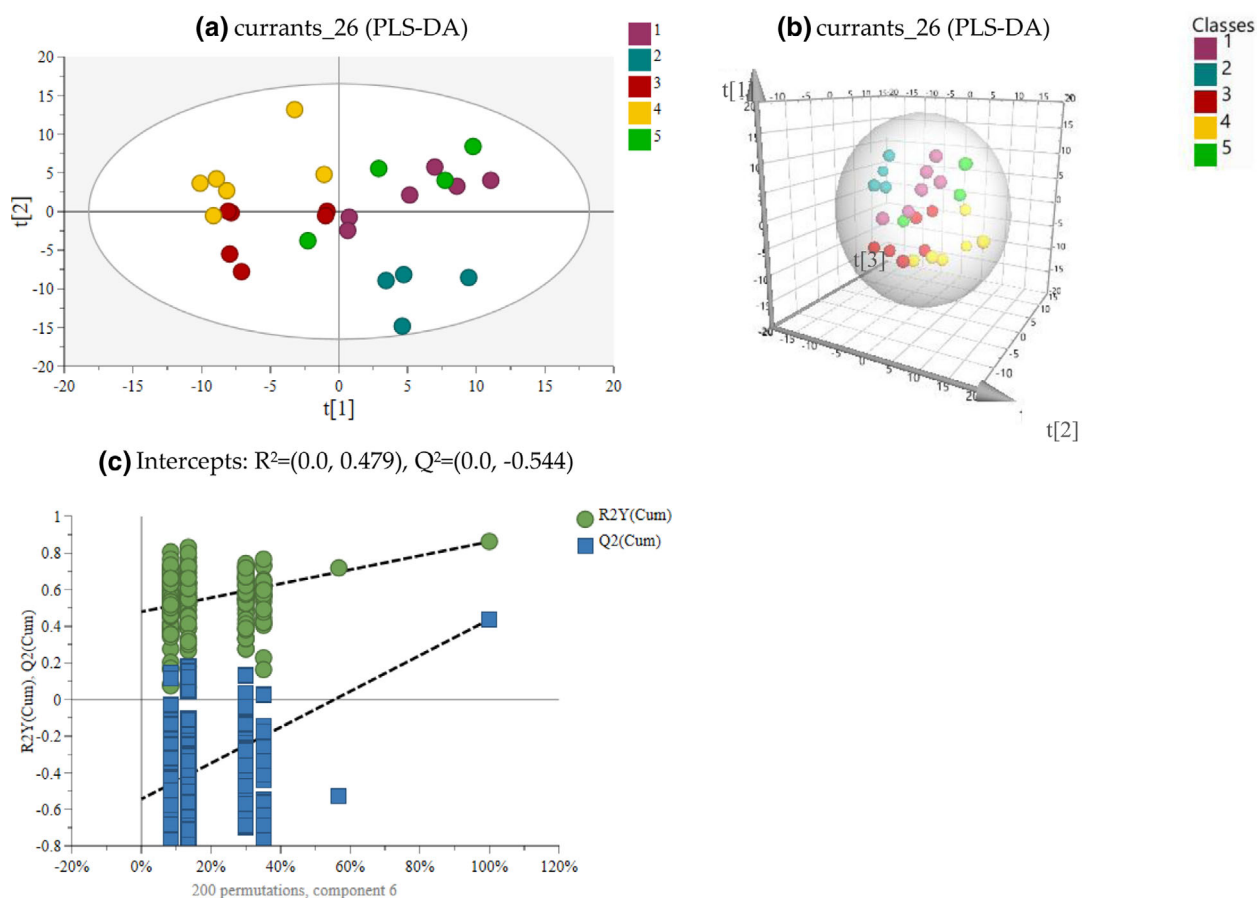 (a) currants_26 (PLS-DA)
1
2
3
4
5
20
15
10
5
0
-5
-10
-15
-20
t[2]
-20 -15 -10 -5 0 5 10 15 20
t[1]
(b) currants_26 (PLS-DA)
Classes
1
2
3
4
5
t[1]
t[3]
t[2]
(c) Intercepts: R²=(0.0, 0.479), Q²=(0.0, -0.544)
R2Y(Cum)
Q2(Cum)
1
0.8
0.6
0.4
0.2
0
-0.2
-0.4
-0.6
-0.8
R2Y(Cum), Q2(Cum)
-20% 0% 20% 40% 60% 80% 100% 120%
200 permutations, component 6